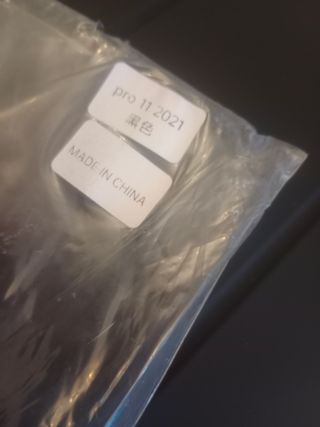 pro 11 2021
黑色
MADE IN CHINA